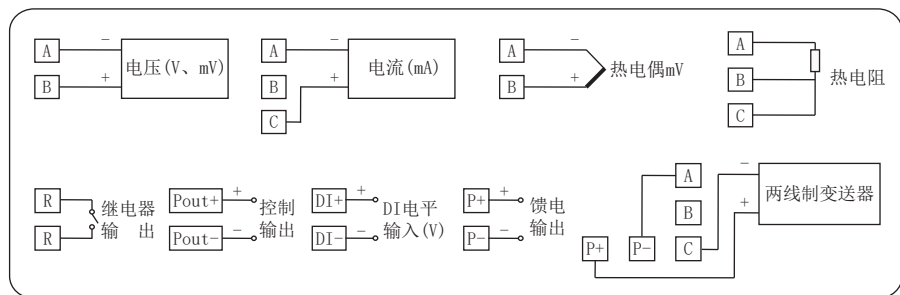 A
B
-
+
电压(V、mV)
A
B
C
-
+
电流(mA)
A
B
-
+
热电偶mV
A
B
C
热电阻
R
R
继电器
输 出
Pout+
Pout-
+
-
控制
输出
DI+
DI-
+
-
DI电平
输入(V)
P+
P-
+
-
馈电
输出
P+
P-
A
B
C
-
+
两线制变送器